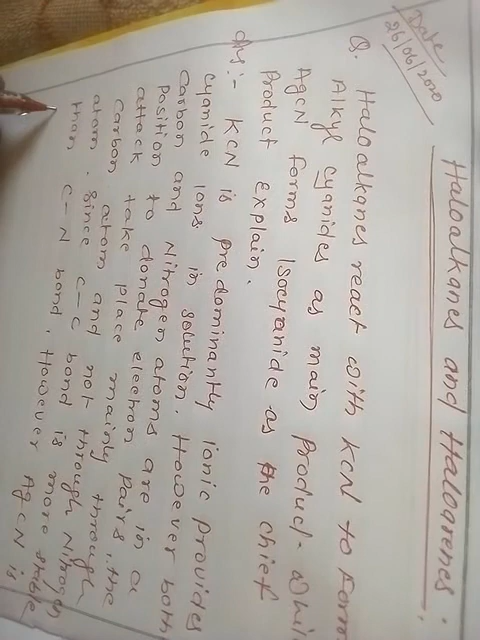 Date
26/06/2020
Haloalkanes and Haloarenes:
Q. Haloalkanes react with KCN to Form
Alkyl cyanides as main product. while
AgCN forms Isocyanide as the chief
Product Explain.
Ans:- KCN is predominantly ionic provides
cyanide Ions in solution. However both
Carbon and Nitrogen atoms are in a
position to donate electron pairs, the
attack take place mainly through
Carbon atom and not through Nitrogen
atom. Since C-C bond is more stable
than C-N bond. However AgCN is